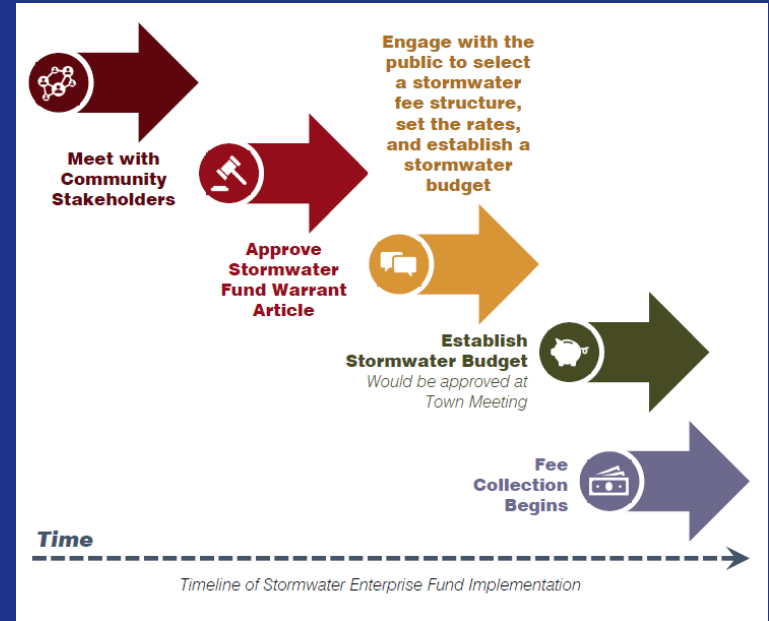 Meet with
Community
Stakeholders
Approve
Stormwater
Fund Warrant
Article
Engage with the
public to select
a stormwater
fee structure,
set the rates,
and establish a
stormwater
budget
Establish
Stormwater Budget
Would be approved at
Town Meeting
Fee
Collection
Begins
Time
Timeline of Stormwater Enterprise Fund Implementation